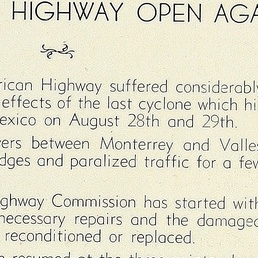 HIGHWAY OPEN AGA
rican Highway suffered considerably
effects of the last cyclone which hi
exico on August 28th and 29th.
ers between Monterrey and Valles
dges and paralized traffic for a few
ghway Commission has started with
necessary repairs and the damaged
reconditioned or replaced.